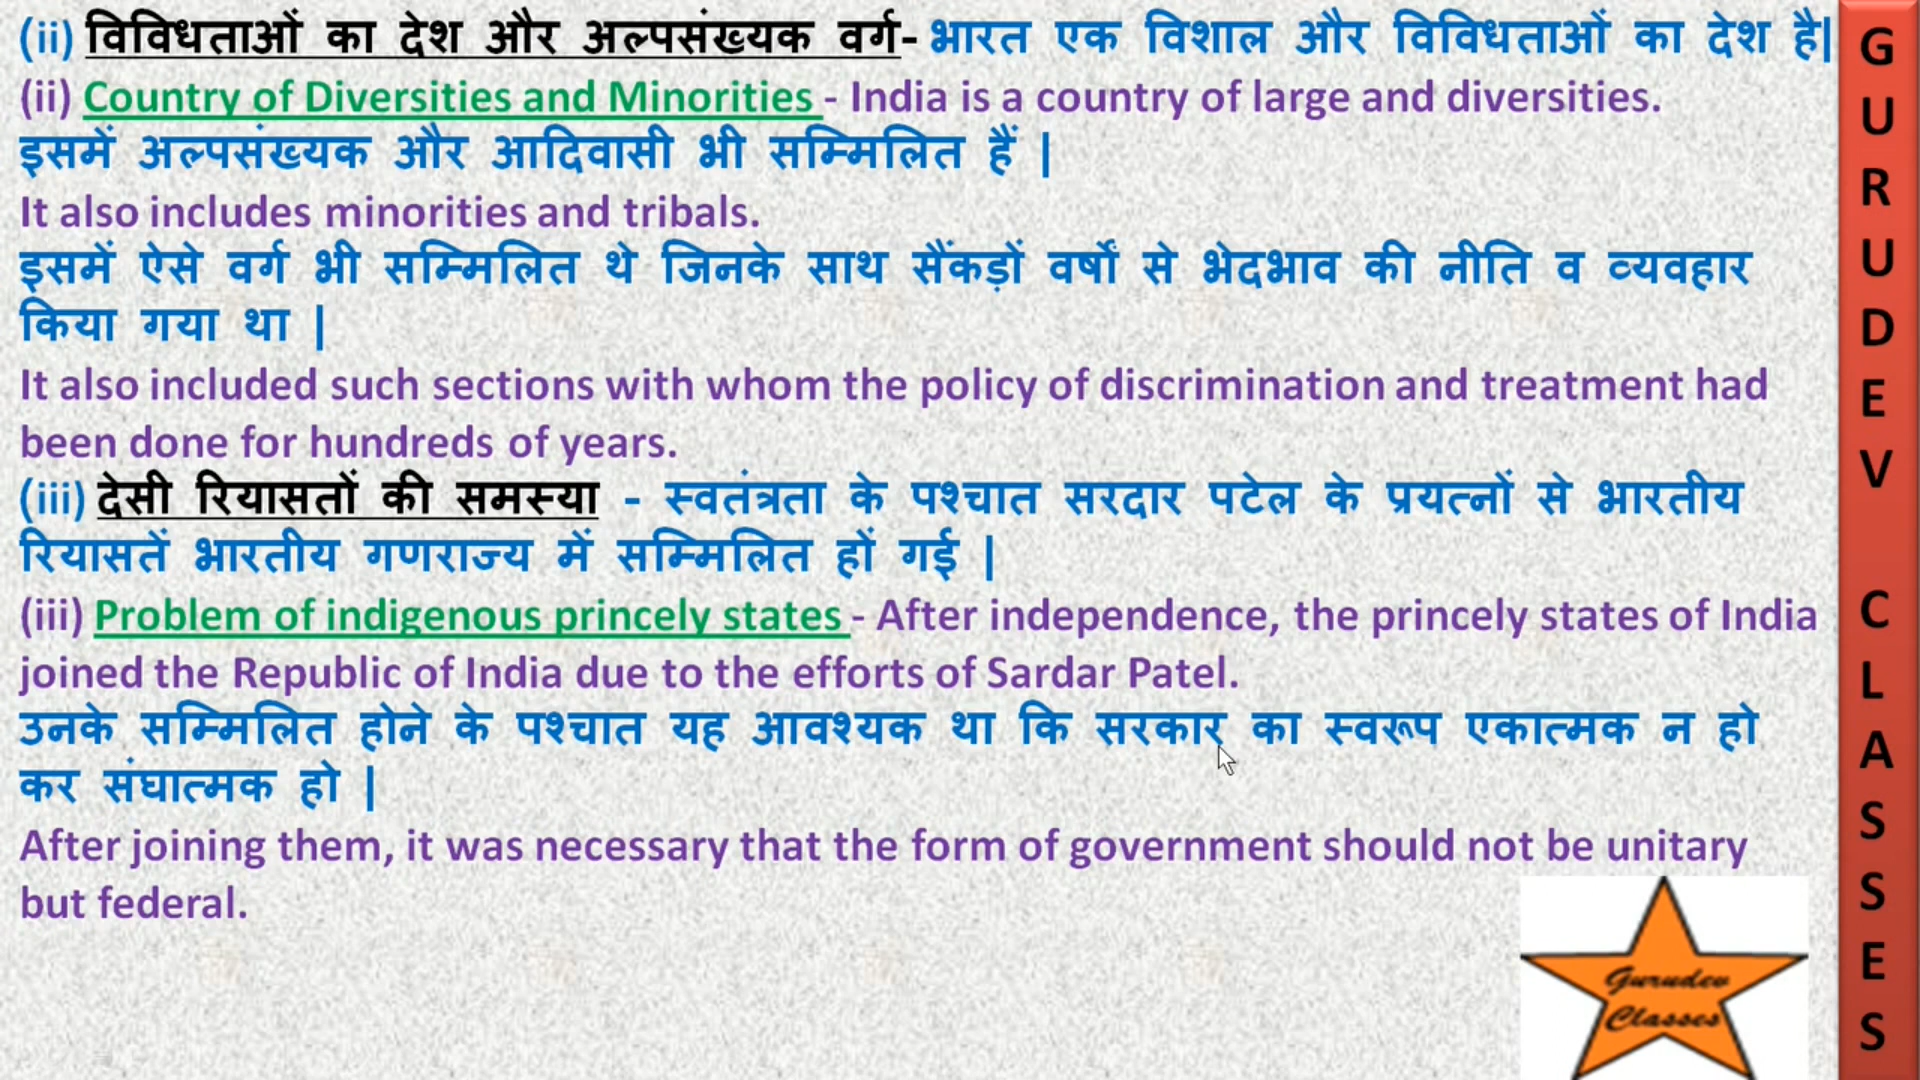 (ii) विविधताओं का देश और अल्पसंख्यक वर्ग- भारत एक विशाल और विविधताओं का देश है|
(ii) Country of Diversities and Minorities - India is a country of large and diversities.
इसमें अल्पसंख्यक और आदिवासी भी सम्मिलित हैं |
It also includes minorities and tribals.
इसमें ऐसे वर्ग भी सम्मिलित थे जिनके साथ सैंकड़ों वर्षों से भेदभाव की नीति व व्यवहार
किया गया था |
It also included such sections with whom the policy of discrimination and treatment had
been done for hundreds of years.
(iii) देसी रियासतों की समस्या - स्वतंत्रता के पश्चात सरदार पटेल के प्रयत्नों से भारतीय
रियासतें भारतीय गणराज्य में सम्मिलित हों गई |
(iii) Problem of indigenous princely states - After independence, the princely states of India
joined the Republic of India due to the efforts of Sardar Patel.
उनके सम्मिलित होने के पश्चात यह आवश्यक था कि सरकार का स्वरूप एकात्मक न हो
कर संघात्मक हो |
After joining them, it was necessary that the form of government should not be unitary
but federal.
Gurudev
Classes
GURUDEV CLASSES